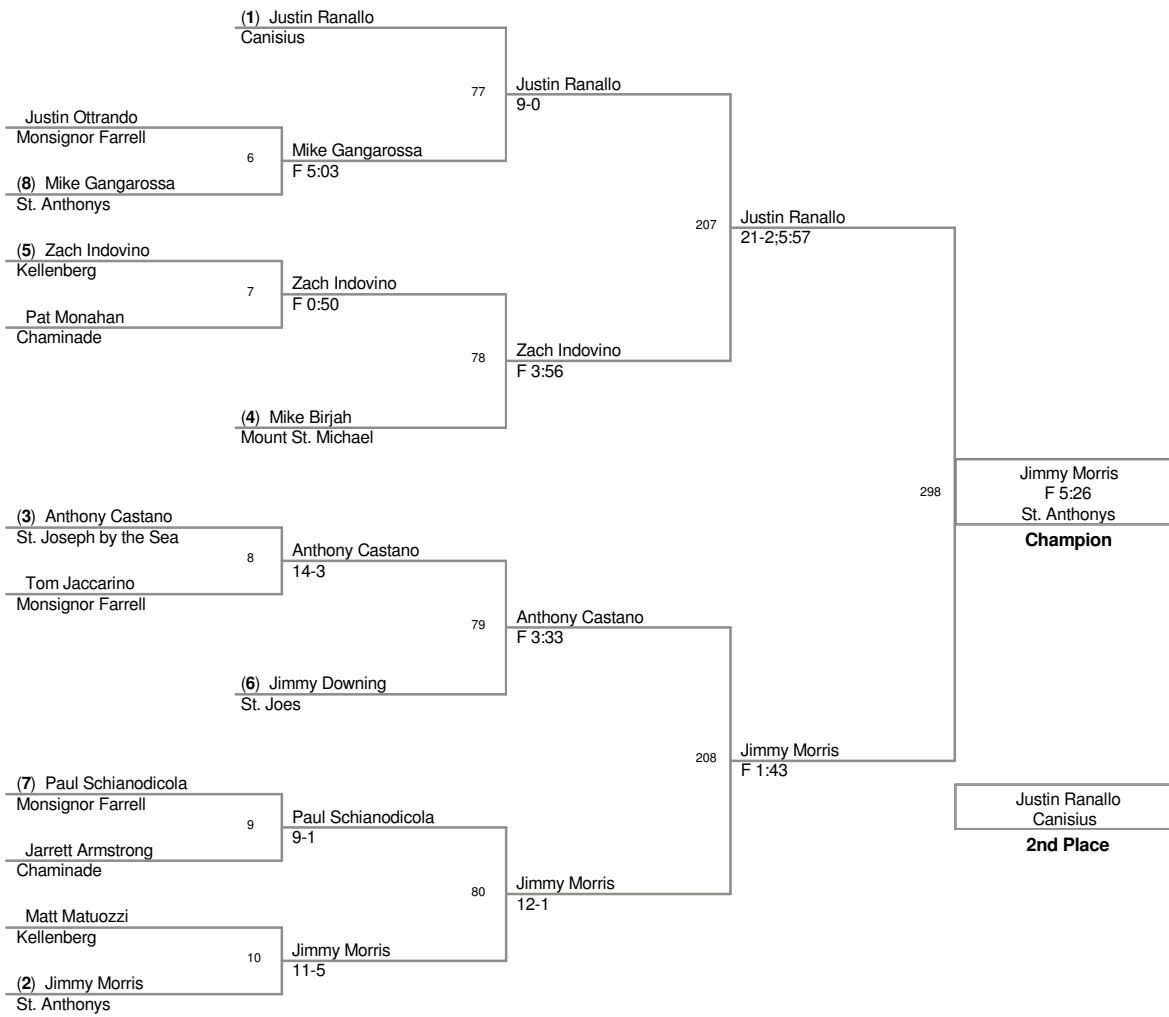 (1) Justin Ranallo
Canisius
77
Justin Ranallo
9-0
Justin Ottrando
Monsignor Farrell
6
Mike Gangarossa
F 5:03
(8) Mike Gangarossa
St. Anthonys
207
Justin Ranallo
21-2;5:57
(5) Zach Indovino
Kellenberg
7
Zach Indovino
F 0:50
Pat Monahan
Chaminade
78
Zach Indovino
F 3:56
(4) Mike Birjah
Mount St. Michael
298
Jimmy Morris
F 5:26
St. Anthonys
Champion
(3) Anthony Castano
St. Joseph by the Sea
8
Anthony Castano
14-3
Tom Jaccarino
Monsignor Farrell
79
Anthony Castano
F 3:33
(6) Jimmy Downing
St. Joes
208
Jimmy Morris
F 1:43
(7) Paul Schianodicola
Monsignor Farrell
9
Paul Schianodicola
9-1
Jarrett Armstrong
Chaminade
80
Jimmy Morris
12-1
Matt Matuozzi
Kellenberg
10
Jimmy Morris
11-5
(2) Jimmy Morris
St. Anthonys
Justin Ranallo
Canisius
2nd Place